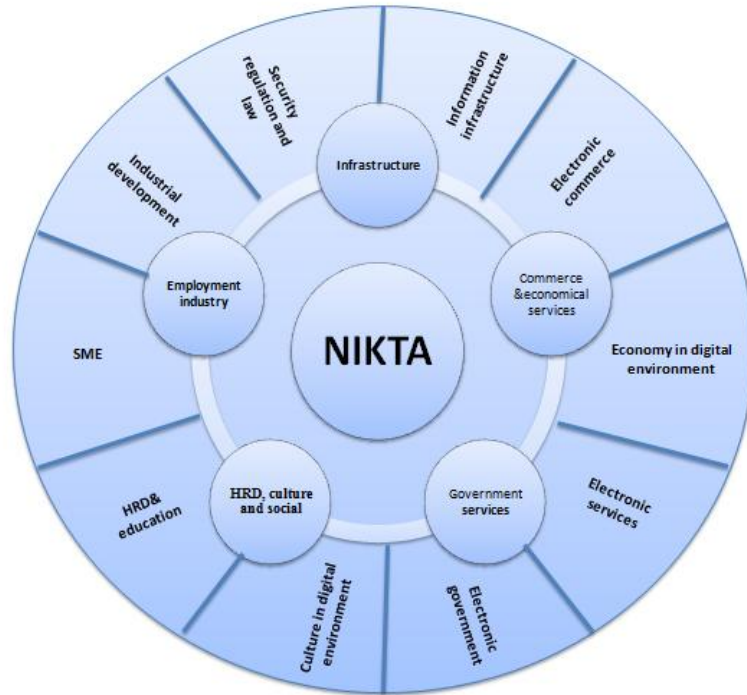 Security
regulation and
law
Information
infrastructure
Industrial
development
Infrastructure
Electronic
commerce
Employment
industry
Commerce
&economical
services
NIKTA
SME
Economy in digital
environment
HRD&
education
HRD, culture
and social
Government
services
Electronic
services
Culture in digital
environment
Electronic
government